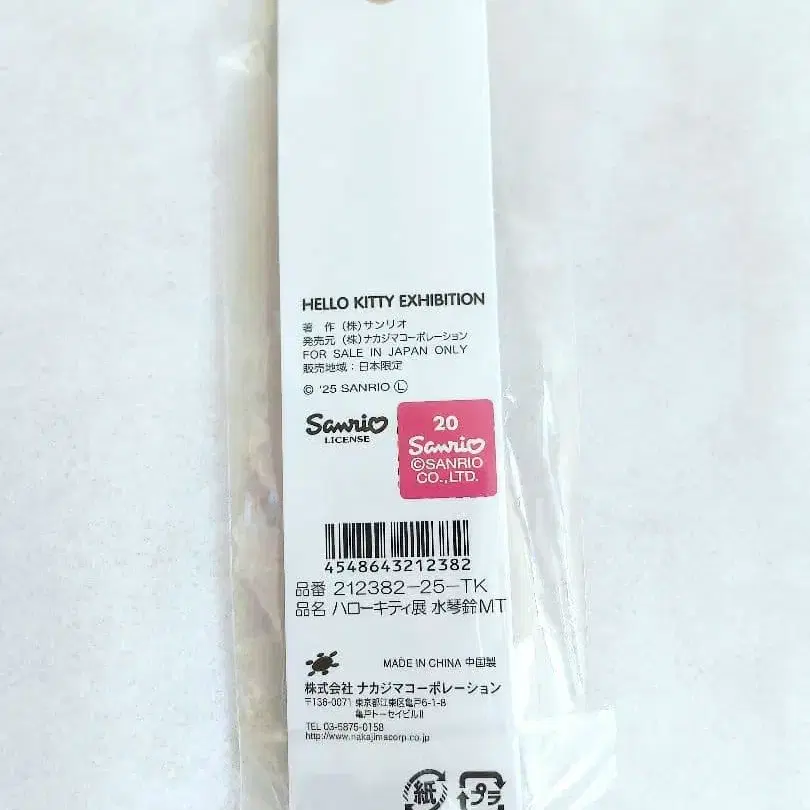 HELLO KITTY EXHIBITION
著 作 (株)サンリオ
発売元 (株)ナカジマコーポレーション
FOR SALE IN JAPAN ONLY
販売地域：日本限定
© '25 SANRIO Ⓛ
Sanrio
LICENSE
20
Sanrio
©SANRIO
CO.,LTD.
4548643212382
品番 212382-25-TK
品名 ハローキティ展 水琴鈴MT
MADE IN CHINA 中国製
株式会社 ナカジマコーポレーション
〒136-0071 東京都江東区亀戸6-1-8
亀戸トーセイビルⅡ
TEL 03-5875-0158
http://www.nakajimacorp.co.jp
紙 プラ